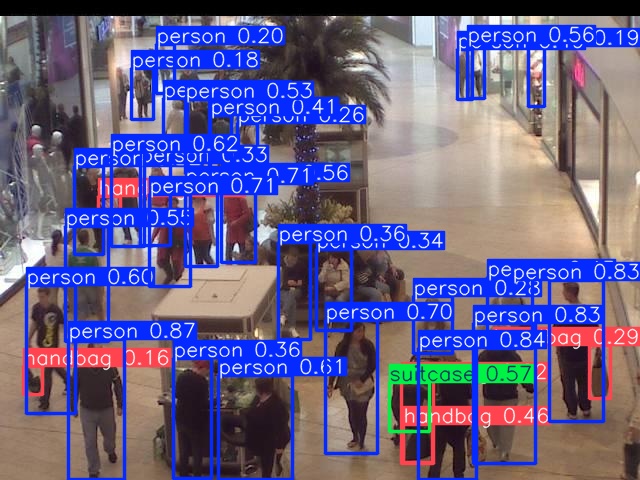 person 0.20
person 0.56
0.19
person 0.18
person 0.53
person 0.41
0.26
person 0.62
person
0.33
0.71
.56
person 0.71
hand
person 0.55
person 0.36
person 0.34
person 0.60
person 0.83
0.28
person 0.70
person 0.83
person 0.87
person 0.84
bag 0.29
handbag 0.16
person 0.36
person 0.61
suitcase 0.57
2
handbag 0.46